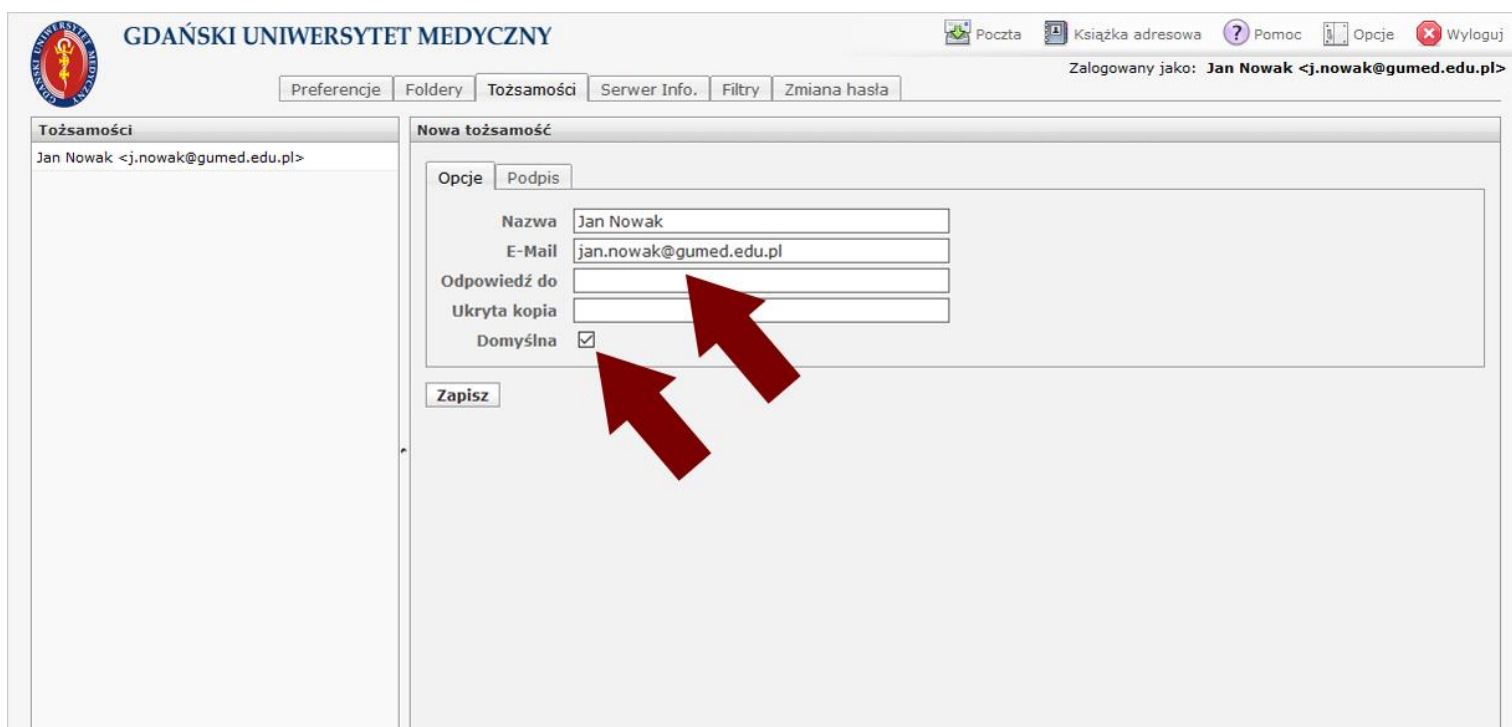 GDAŃSKI UNIWERSYTET MEDYCZNY
Poczta Książka adresowa ? Pomoc Opcje Wyloguj
Zalogowany jako: Jan Nowak <j.nowak@gumed.edu.pl>
Preferencje Foldery Tożsamości Serwer Info. Filtry Zmiana hasła
Tożsamości
Jan Nowak <j.nowak@gumed.edu.pl>
Nowa tożsamość
Opcje Podpis
Nazwa Jan Nowak
E-Mail jan.nowak@gumed.edu.pl
Odpowiedź do
Ukryta kopia
Domyślna
Zapisz